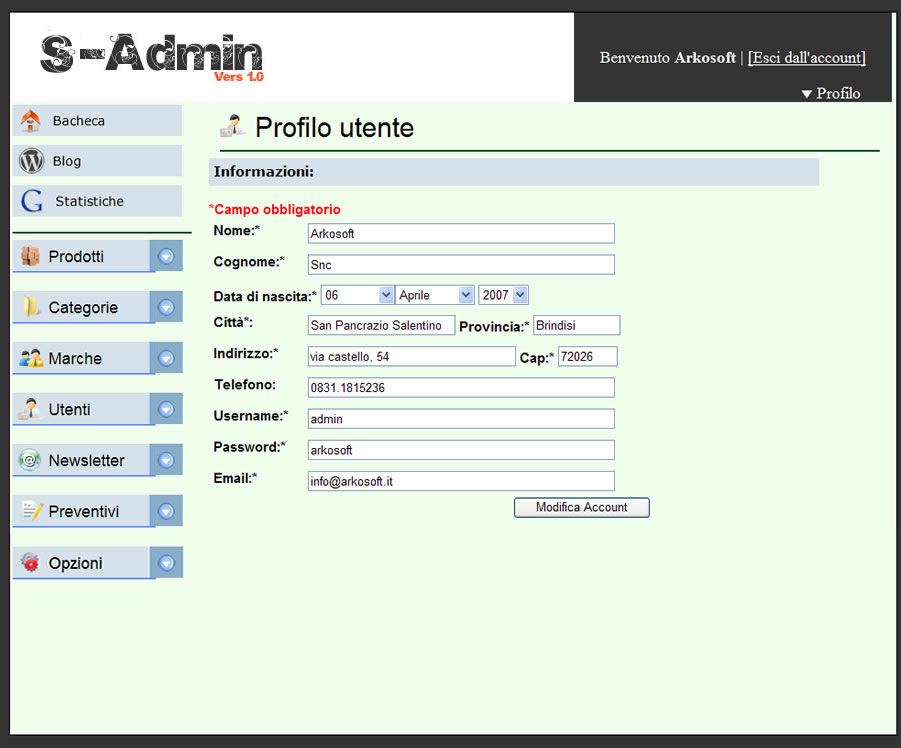 S-Admin
Vers 1.0
Benvenuto Arkosoft | [Esci dall'account]
▼ Profilo
Bacheca
Blog
Statistiche
Prodotti
Categorie
Marche
Utenti
Newsletter
Preventivi
Opzioni
Profilo utente
Informazioni:
*Campo obbligatorio
Nome:* Arkosoft
Cognome:* Snc
Data di nascita:* 06 Aprile 2007
Città*: San Pancrazio Salentino Provincia:* Brindisi
Indirizzo:* via castello, 54 Cap:* 72026
Telefono: 0831.1815236
Username:* admin
Password:* arkosoft
Email:* info@arkosoft.it
Modifica Account